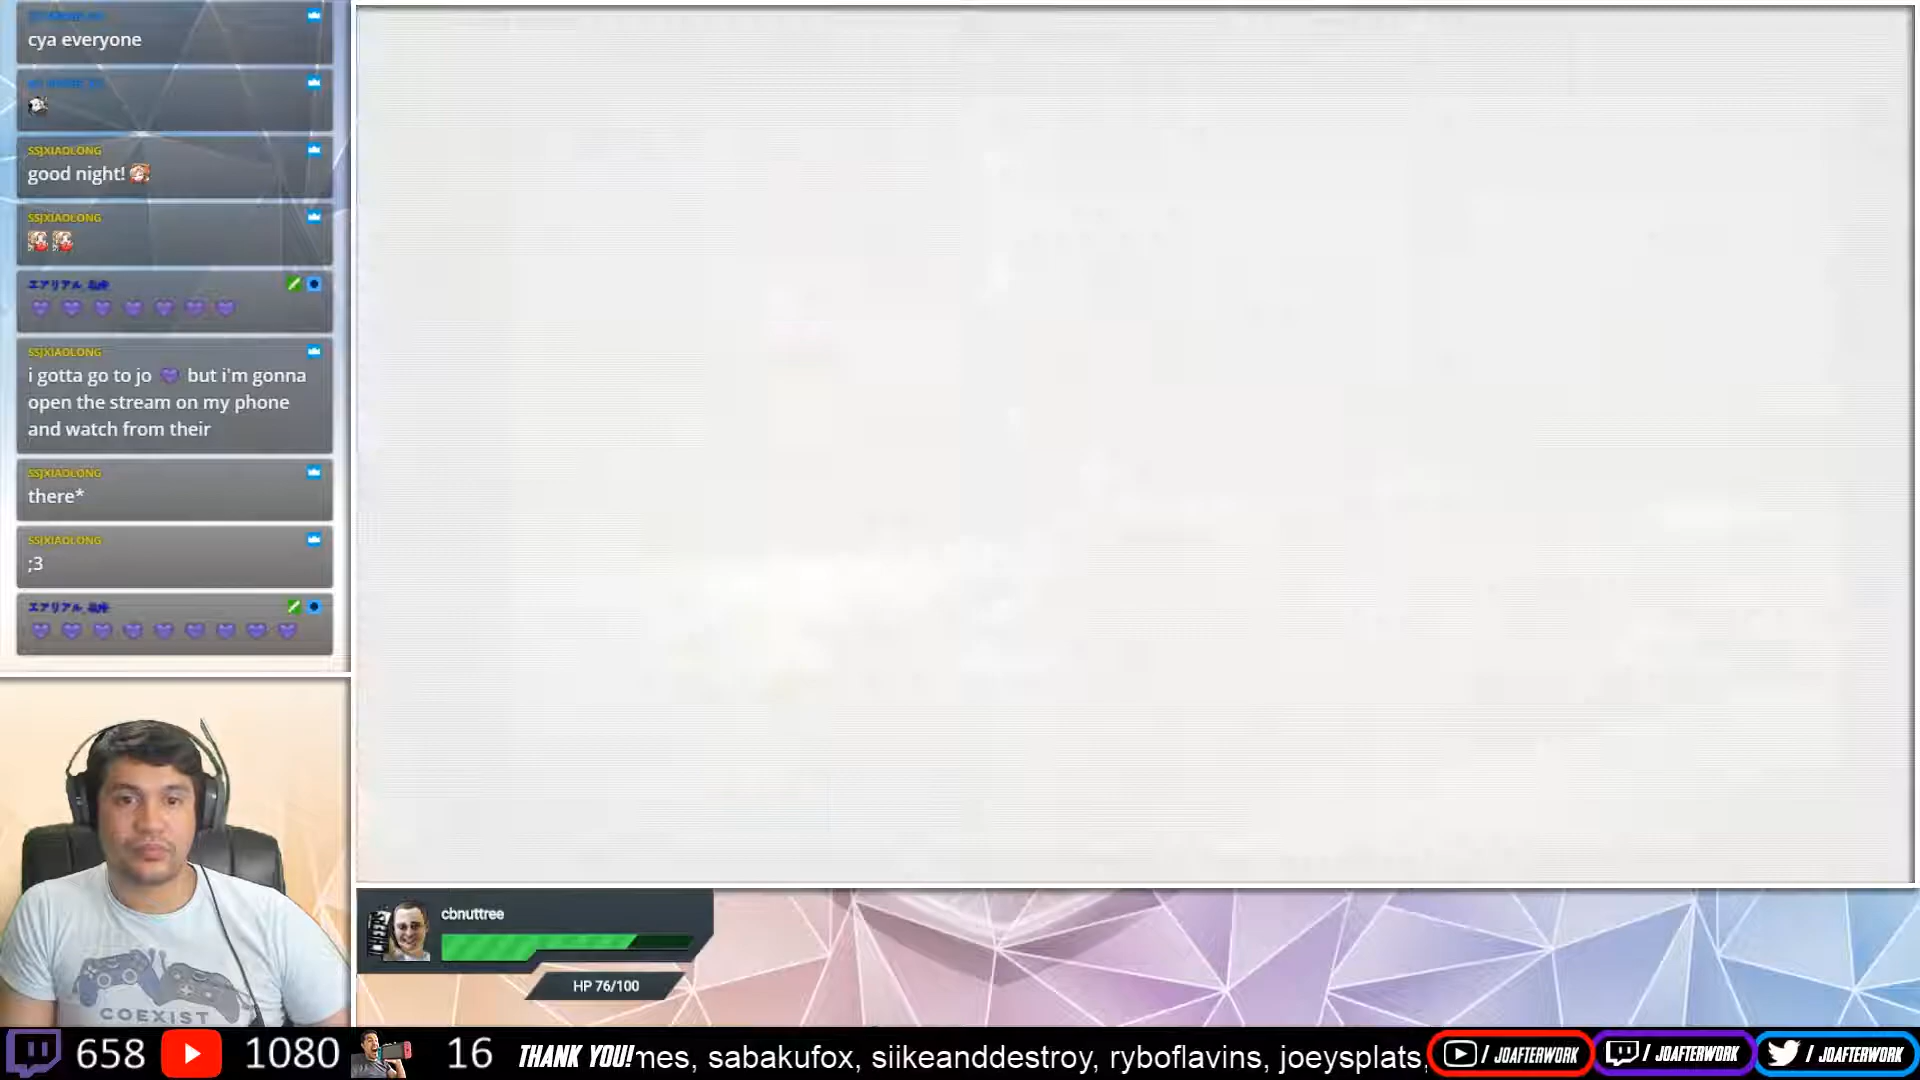 cya everyone
SSJXIAOLONG
good night!
SSJXIAOLONG
エアリアル
SSJXIAOLONG
i gotta go to jo 💜 but i'm gonna
open the stream on my phone
and watch from their
SSJXIAOLONG
there*
SSJXIAOLONG
;3
エアリアル
COEXIST
cbnuttree
HP 76/100
658
1080
16
THANK YOU!
mes, sabakufox, siikeanddestroy, ryboflavins, joeysplats,
/ JOAFTERWORK
/ JOAFTERWORK
/ JOAFTERWORK